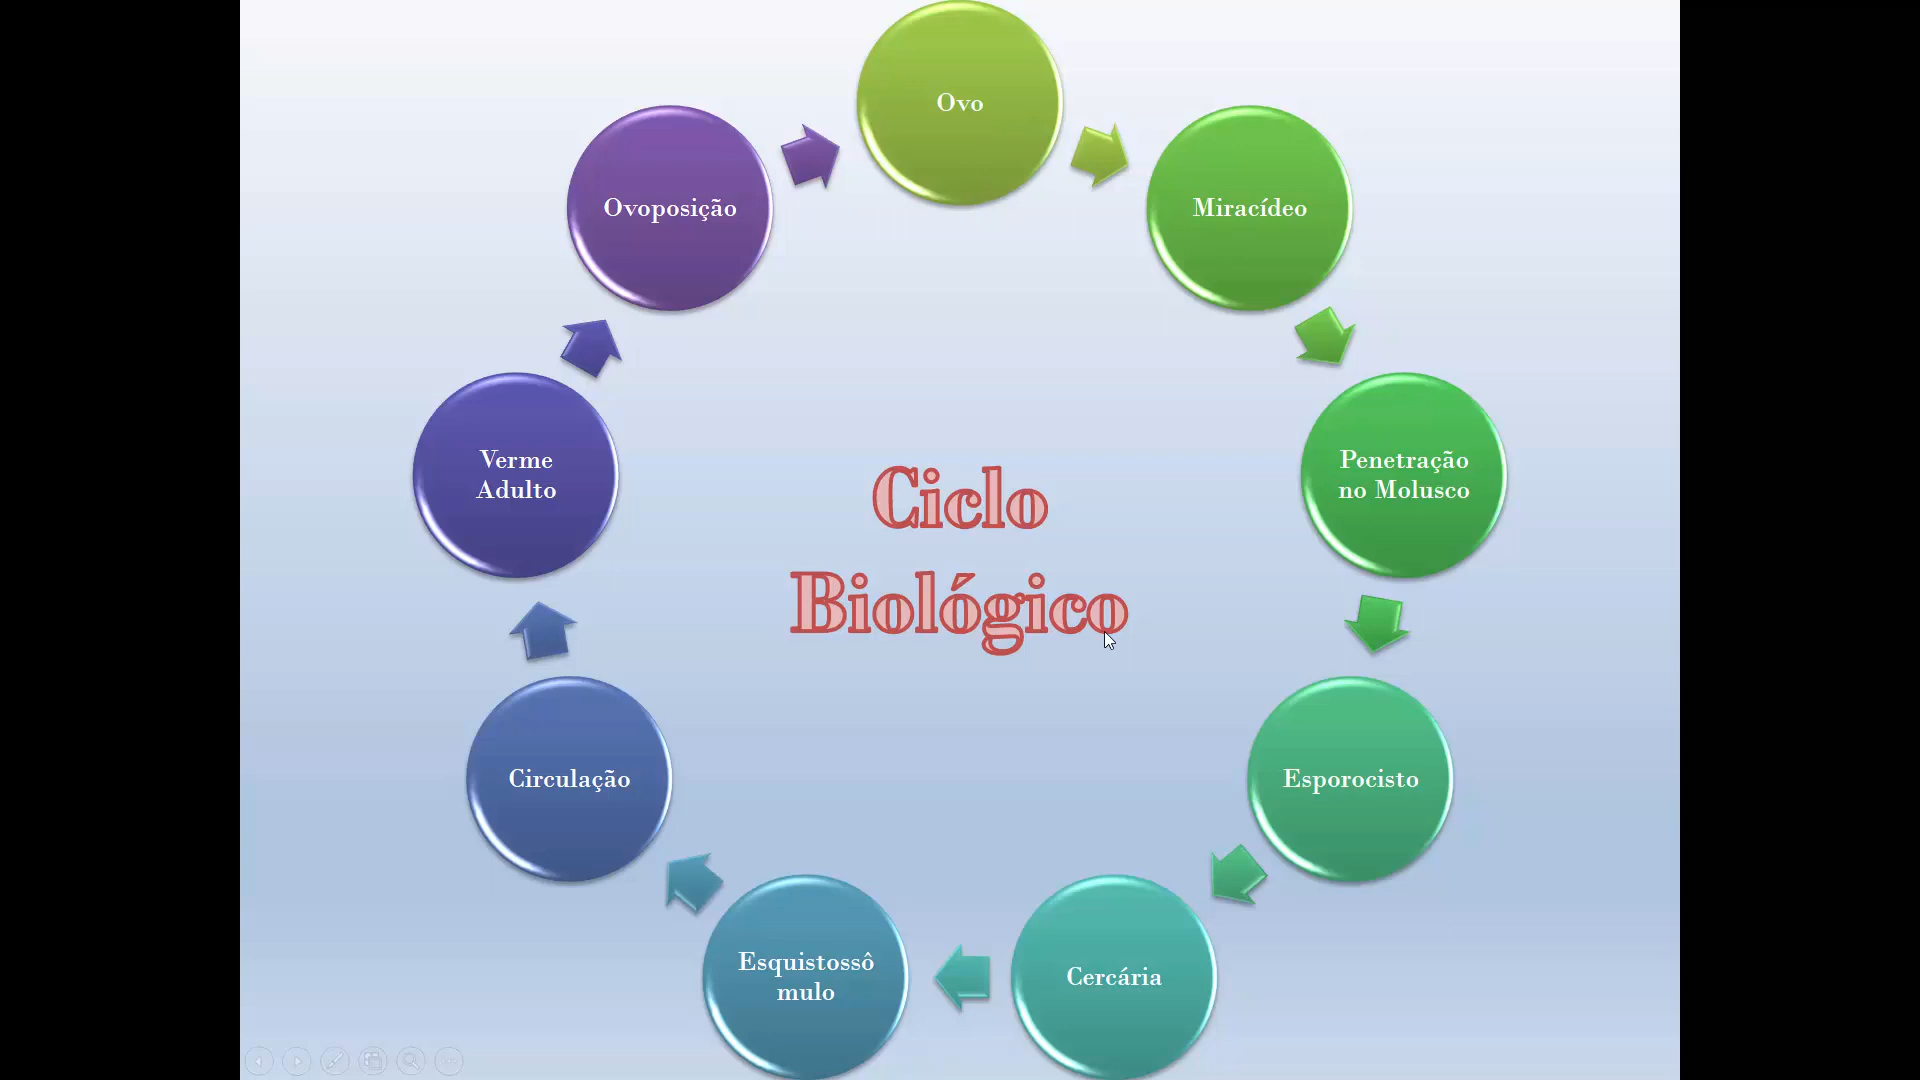 Ovo
Miracídeo
Penetração
no Molusco
Esporocisto
Cercária
Esquistossô
mulo
Circulação
Verme
Adulto
Ovoposição
Ciclo
Biológico